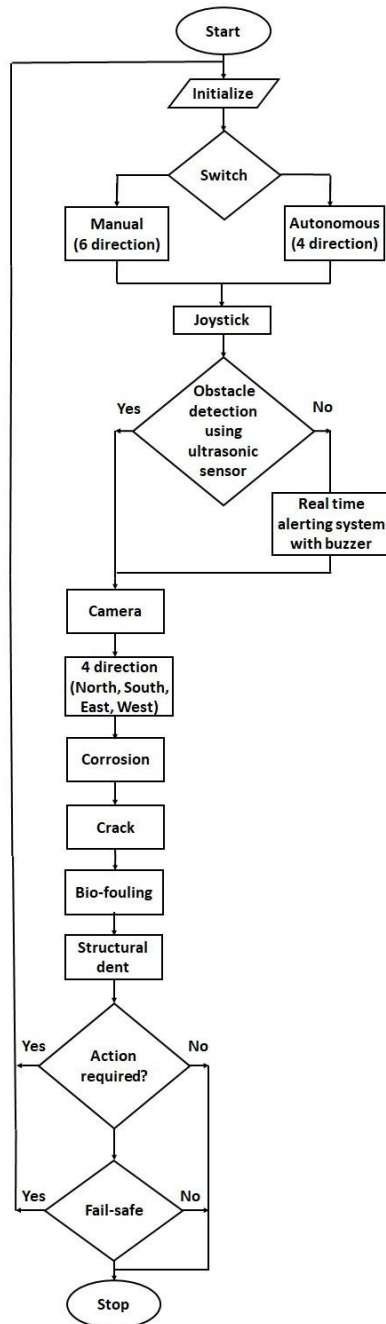 Start
Initialize
Switch
Manual
(6 direction)
Autonomous
(4 direction)
Joystick
Yes
No
Obstacle
detection
using
ultrasonic
sensor
Real time
alerting system
with buzzer
Camera
4 direction
(North, South,
East, West)
Corrosion
Crack
Bio-fouling
Structural
dent
Yes
No
Action
required?
Yes
No
Fail-safe
Stop